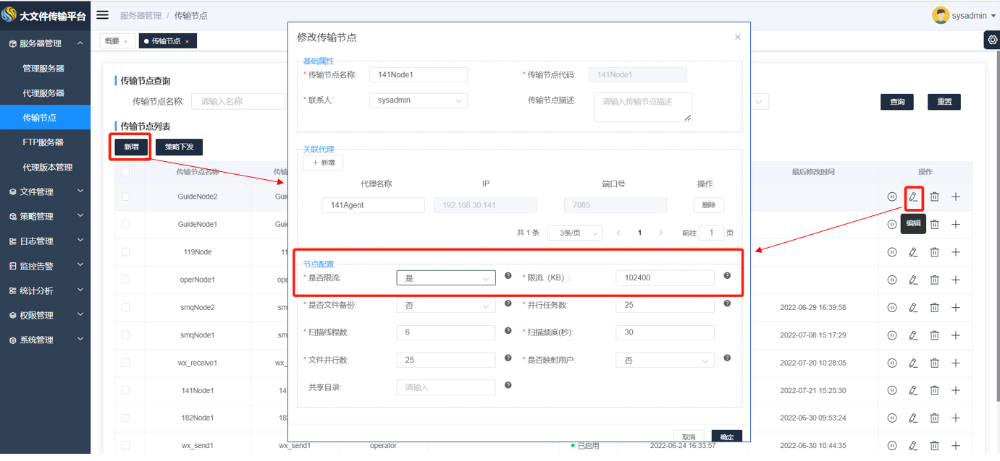 大文件传输平台
服务器管理 / 传输节点
sysadmin
服务器管理
管理服务器
代理服务器
传输节点
FTP服务器
代理版本管理
文件管理
策略管理
日志管理
监控告警
统计分析
权限管理
系统管理
概要 ×
传输节点 ×
传输节点查询
传输节点名称: 请输入名称
查询 重置
传输节点列表
新增 策略下发
传输节点名称 传输 最后修改时间 操作
GuideNode2 Guid
GuideNode1 Guid
编辑
119Node 11
operNode1 ope
smqNode2 sm 2022-06-29 16:39:58
smqNode1 sm 2022-07-08 15:17:29
wx_receive1 wx_ 2022-07-20 10:28:05
141Node1 14 2022-07-21 15:25:30
182Node1 182 2022-06-30 09:53:24
wx_send1 wx_send1 operator 已启用 2022-06-24 16:33:57 2022-06-30 10:44:35
修改传输节点
基础属性
* 传输节点名称: 141Node1 * 传输节点代码: 141Node1
* 联系人: sysadmin 传输节点描述: 请输入传输节点描述
关联代理
+ 新增
代理名称 IP 端口号 操作
141Agent 192.168.30.141 7085 删除
共 1 条 3条/页 1 前往 1 页
节点配置
* 是否限流: 是 * 限流（KB）: 102400
* 是否文件备份: 否 * 并行任务数: 25
* 扫描线程数: 6 * 扫描频度(秒): 30
* 文件并行数: 25 * 是否映射用户: 否
共享目录: 请输入
取消 确定